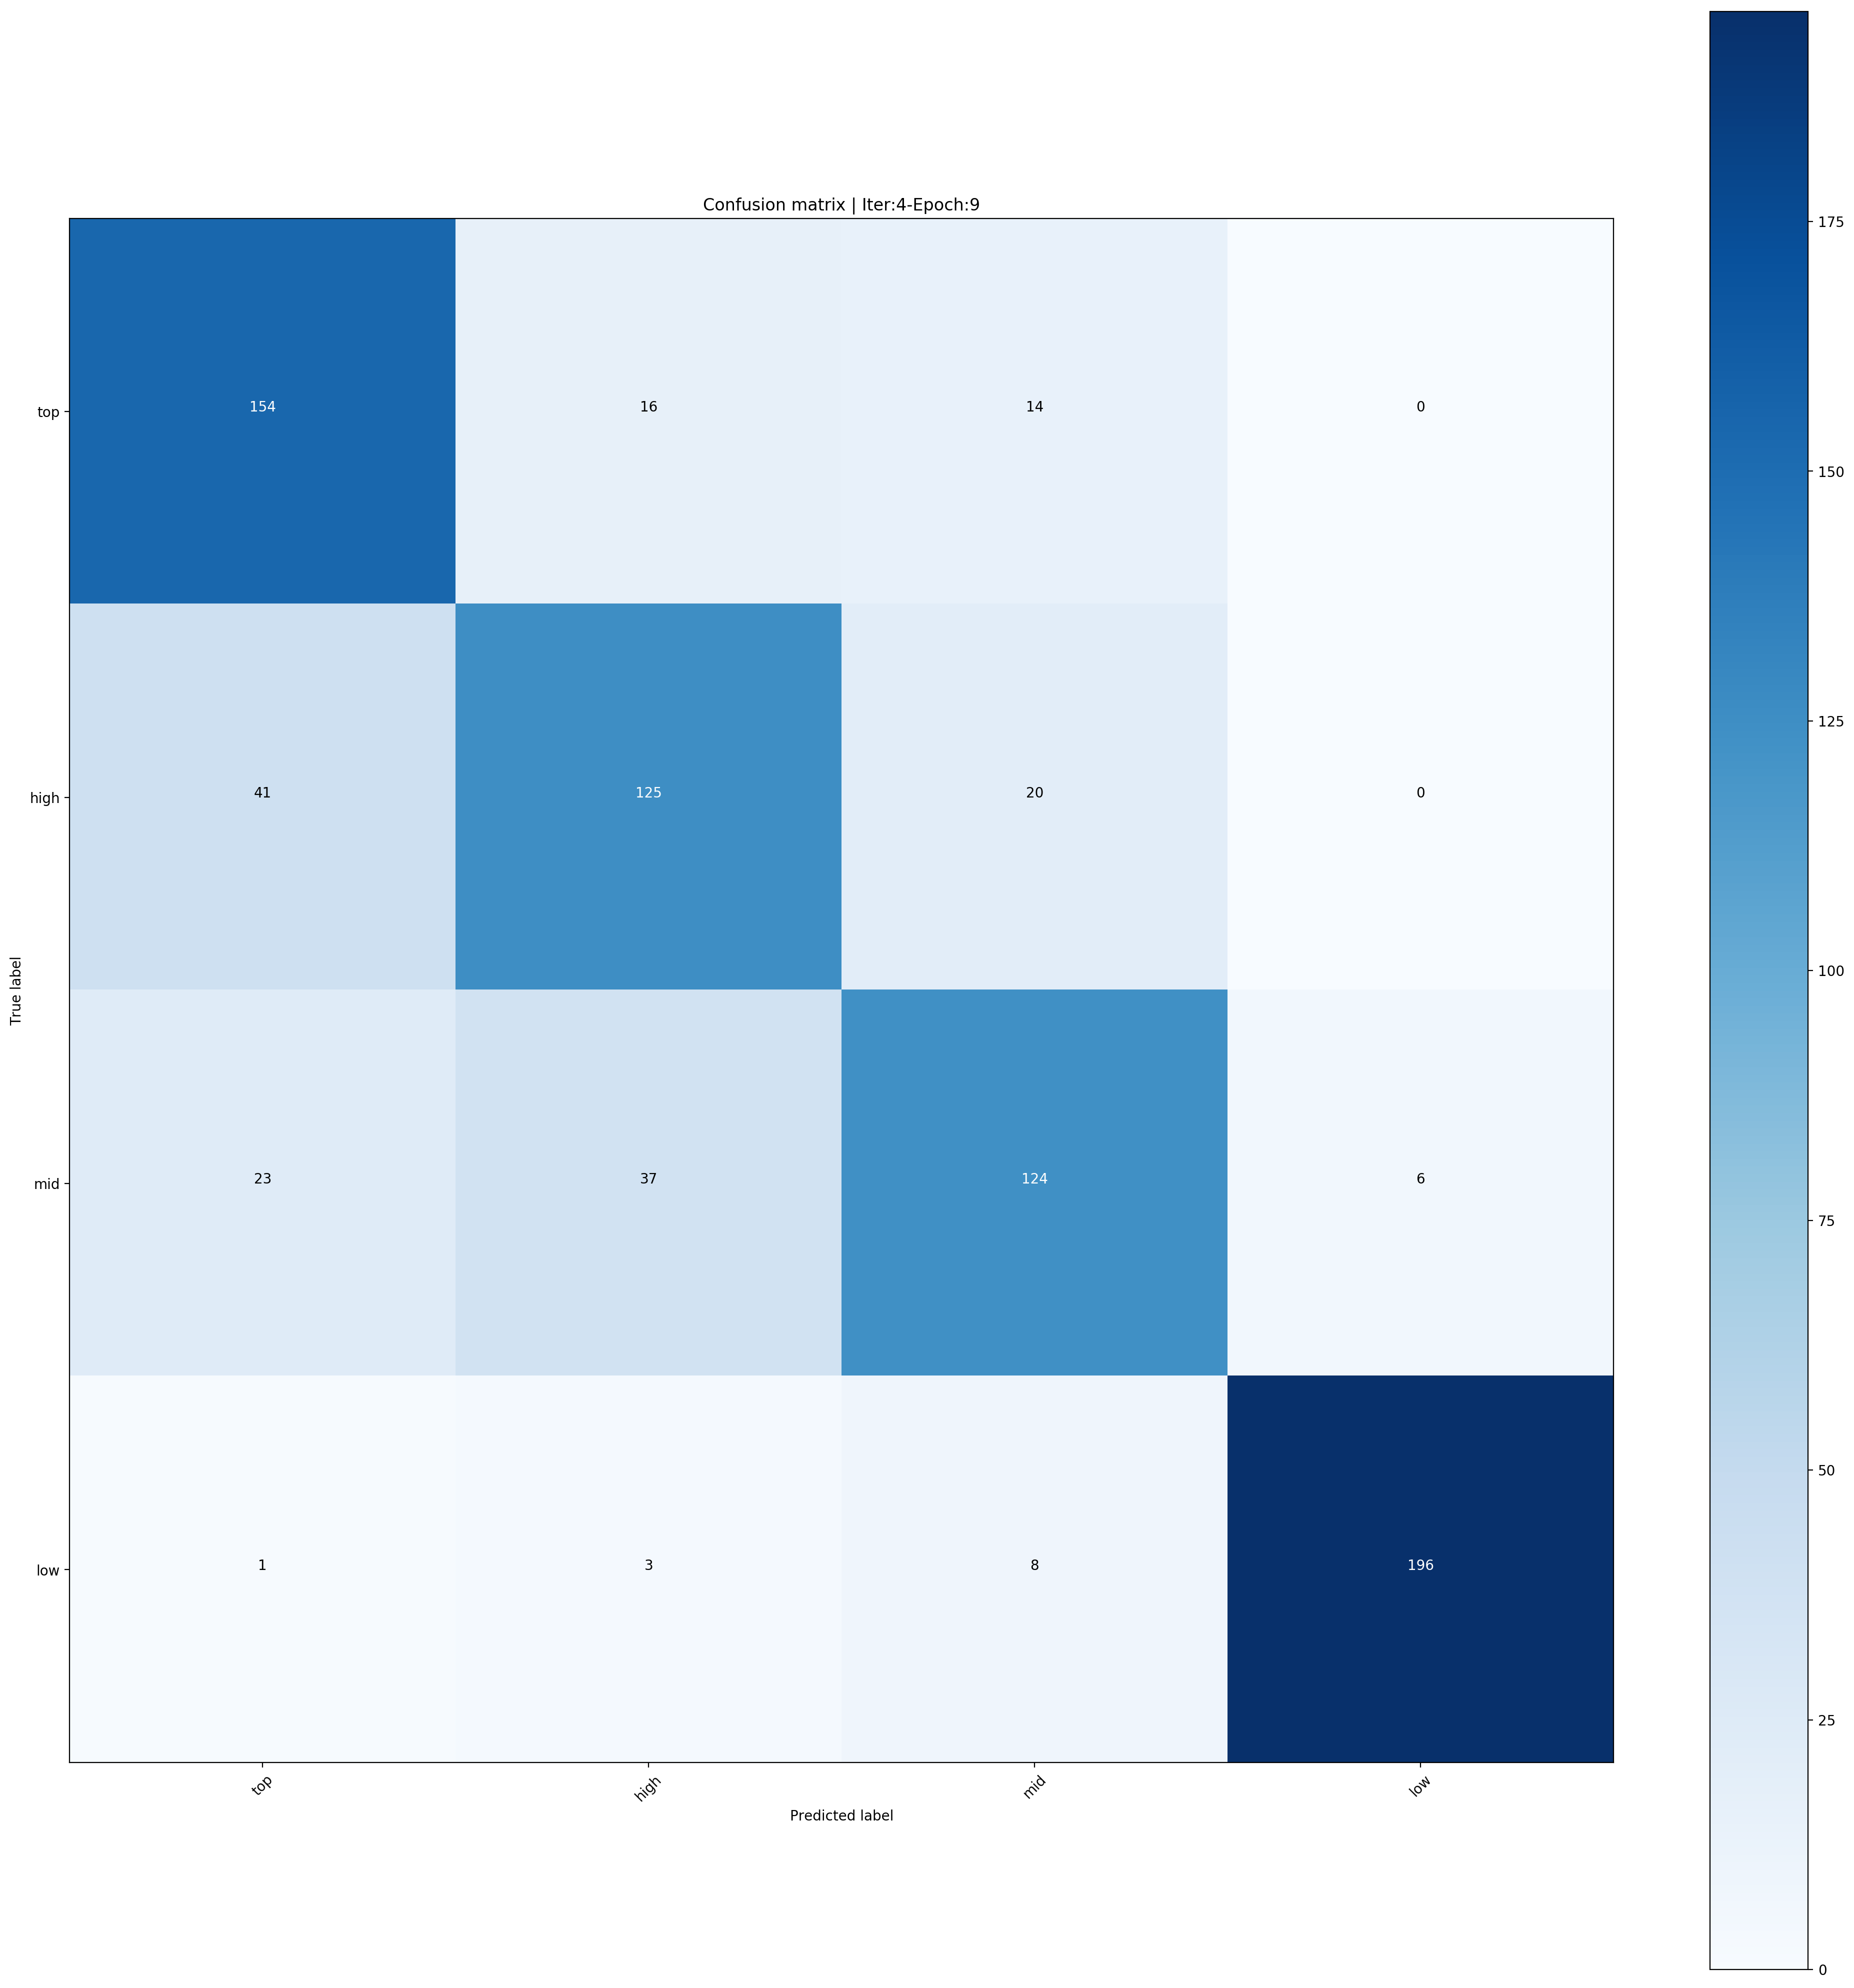 Confusion matrix | Iter:4-Epoch:9
top
154
16
14
0
high
41
125
20
0
mid
23
37
124
6
low
1
3
8
196
True label
top
high
mid
low
Predicted label
175
150
125
100
75
50
25
0